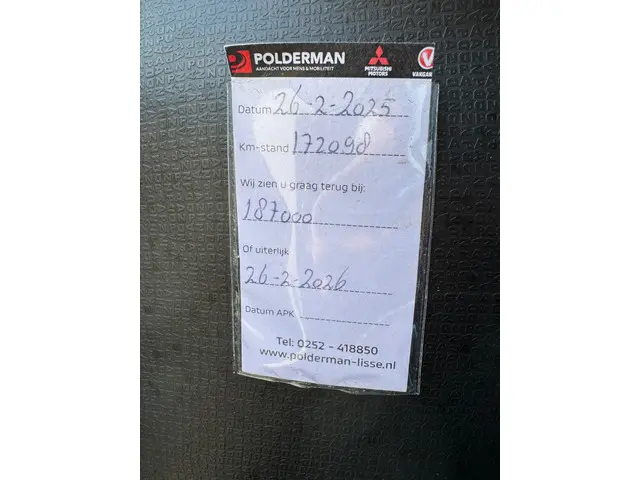 POLDERMAN
AANDACHT VOOR MENS & MOBILITEIT
MITSUBISHI
MOTORS
Datum 26-2-2025
Km-stand 172098
Wij zien u graag terug bij:
187000
Of uiterlijk
26-2-2026
Datum APK
Tel: 0252 - 418850
www.polderman-lisse.nl